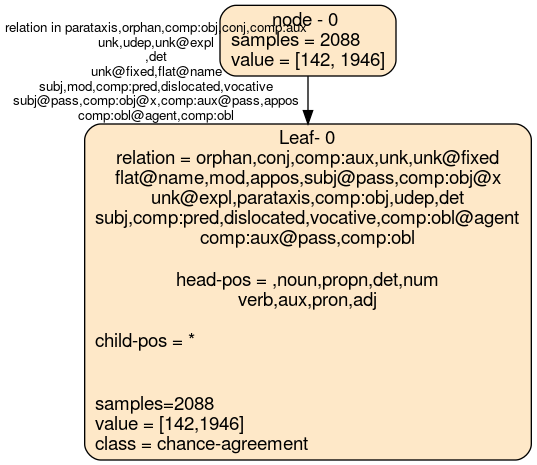 node - 0
samples = 2088
value = [142, 1946]
relation in parataxis,orphan,comp:obj,conj,comp:aux
unk,udep,unk@expl
,det
unk@fixed,flat@name
subj,mod,comp:pred,dislocated,vocative
subj@pass,comp:obj@x,comp:aux@pass,appos
comp:obl@agent,comp:obl
Leaf- 0
relation = orphan,conj,comp:aux,unk,unk@fixed
flat@name,mod,appos,subj@pass,comp:obj@x
unk@expl,parataxis,comp:obj,udep,det
subj,comp:pred,dislocated,vocative,comp:obl@agent
comp:aux@pass,comp:obl
head-pos = ,noun,propn,det,num
verb,aux,pron,adj
child-pos = *
samples=2088
value = [142,1946]
class = chance-agreement